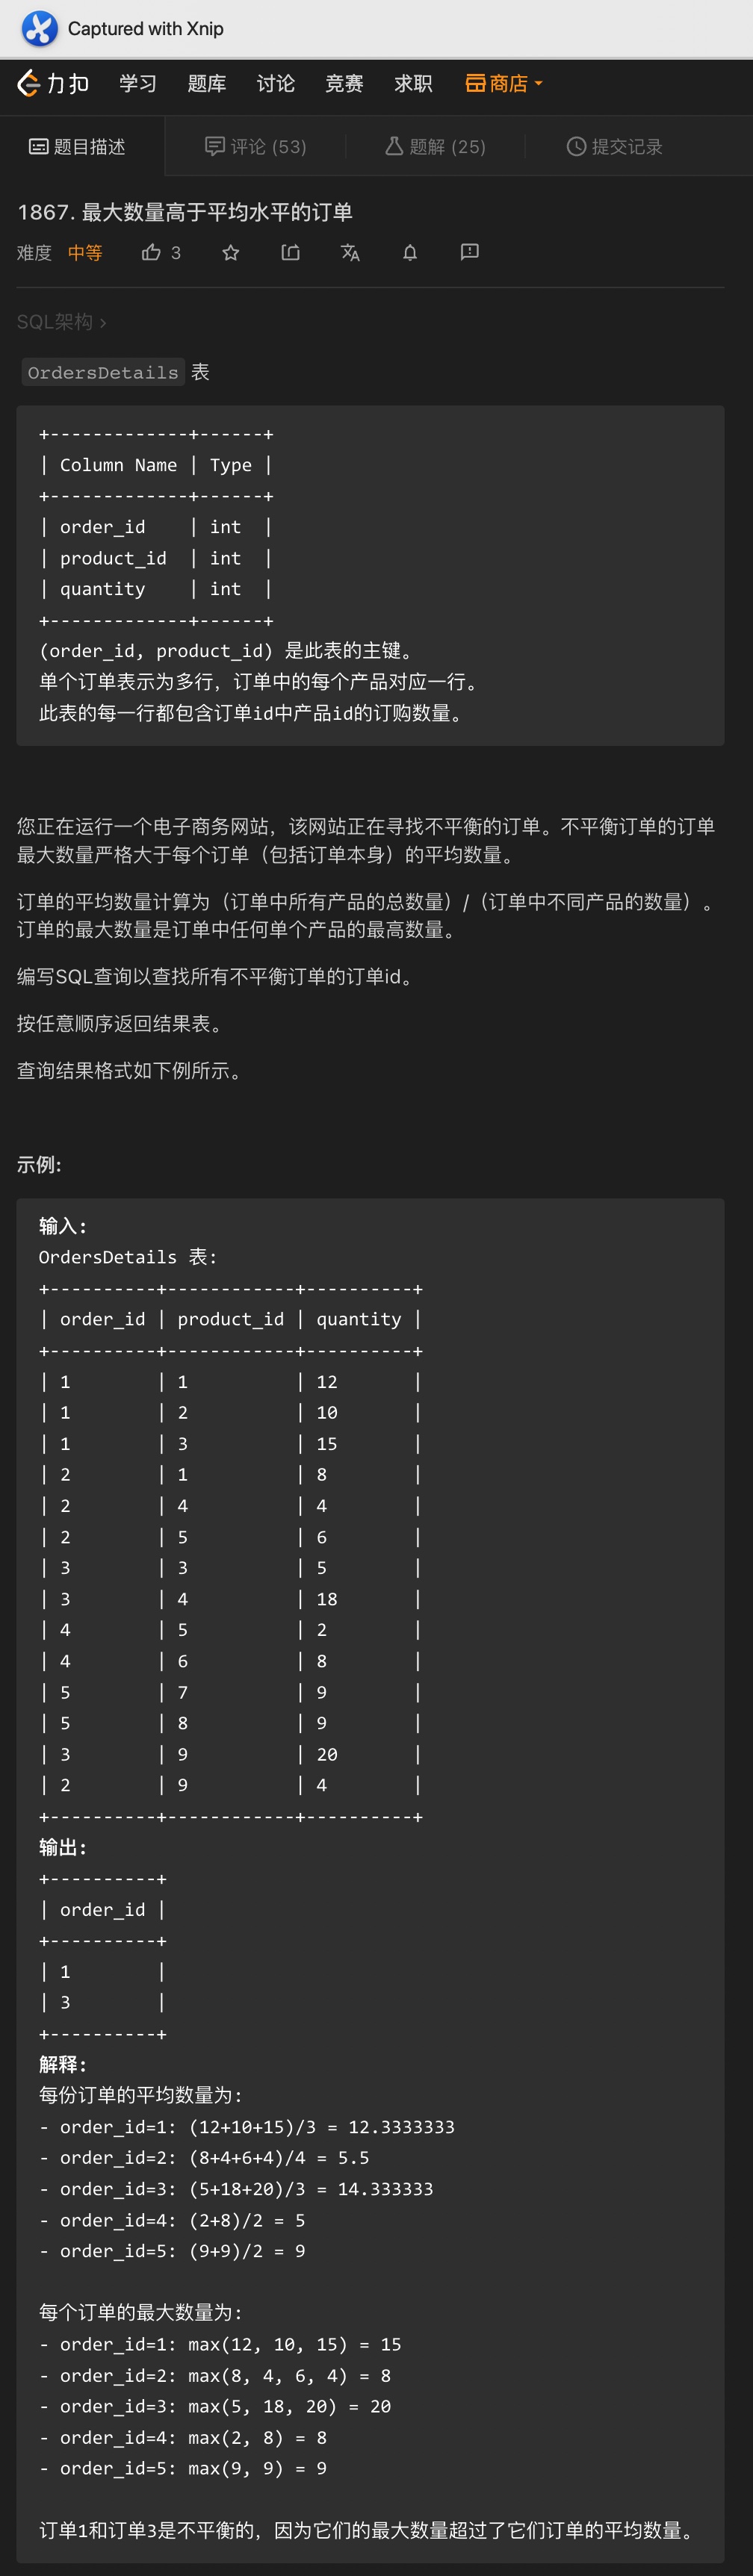 Captured with Xnip
力扣 学习 题库 讨论 竞赛 求职 商店
题目描述 评论 (53) 题解 (25) 提交记录
1867. 最大数量高于平均水平的订单
难度 中等 3
SQL架构 >
OrdersDetails 表
+-------------+------+
| Column Name | Type |
+-------------+------+
| order_id    | int  |
| product_id  | int  |
| quantity    | int  |
+-------------+------+
(order_id, product_id) 是此表的主键。
单个订单表示为多行，订单中的每个产品对应一行。
此表的每一行都包含订单id中产品id的订购数量。
您正在运行一个电子商务网站，该网站正在寻找不平衡的订单。不平衡订单的订单
最大数量严格大于每个订单（包括订单本身）的平均数量。
订单的平均数量计算为（订单中所有产品的总数量）/（订单中不同产品的数量）。
订单的最大数量是订单中任何单个产品的最高数量。
编写SQL查询以查找所有不平衡订单的订单id。
按任意顺序返回结果表。
查询结果格式如下例所示。
示例:
输入:
OrdersDetails 表:
+----------+------------+----------+
| order_id | product_id | quantity |
+----------+------------+----------+
| 1        | 1          | 12       |
| 1        | 2          | 10       |
| 1        | 3          | 15       |
| 2        | 1          | 8        |
| 2        | 4          | 4        |
| 2        | 5          | 6        |
| 3        | 3          | 5        |
| 3        | 4          | 18       |
| 4        | 5          | 2        |
| 4        | 6          | 8        |
| 5        | 7          | 9        |
| 5        | 8          | 9        |
| 3        | 9          | 20       |
| 2        | 9          | 4        |
+----------+------------+----------+
输出:
+----------+
| order_id |
+----------+
| 1        |
| 3        |
+----------+
解释:
每份订单的平均数量为:
- order_id=1: (12+10+15)/3 = 12.3333333
- order_id=2: (8+4+6+4)/4 = 5.5
- order_id=3: (5+18+20)/3 = 14.333333
- order_id=4: (2+8)/2 = 5
- order_id=5: (9+9)/2 = 9
每个订单的最大数量为:
- order_id=1: max(12, 10, 15) = 15
- order_id=2: max(8, 4, 6, 4) = 8
- order_id=3: max(5, 18, 20) = 20
- order_id=4: max(2, 8) = 8
- order_id=5: max(9, 9) = 9
订单1和订单3是不平衡的，因为它们的最大数量超过了它们订单的平均数量。